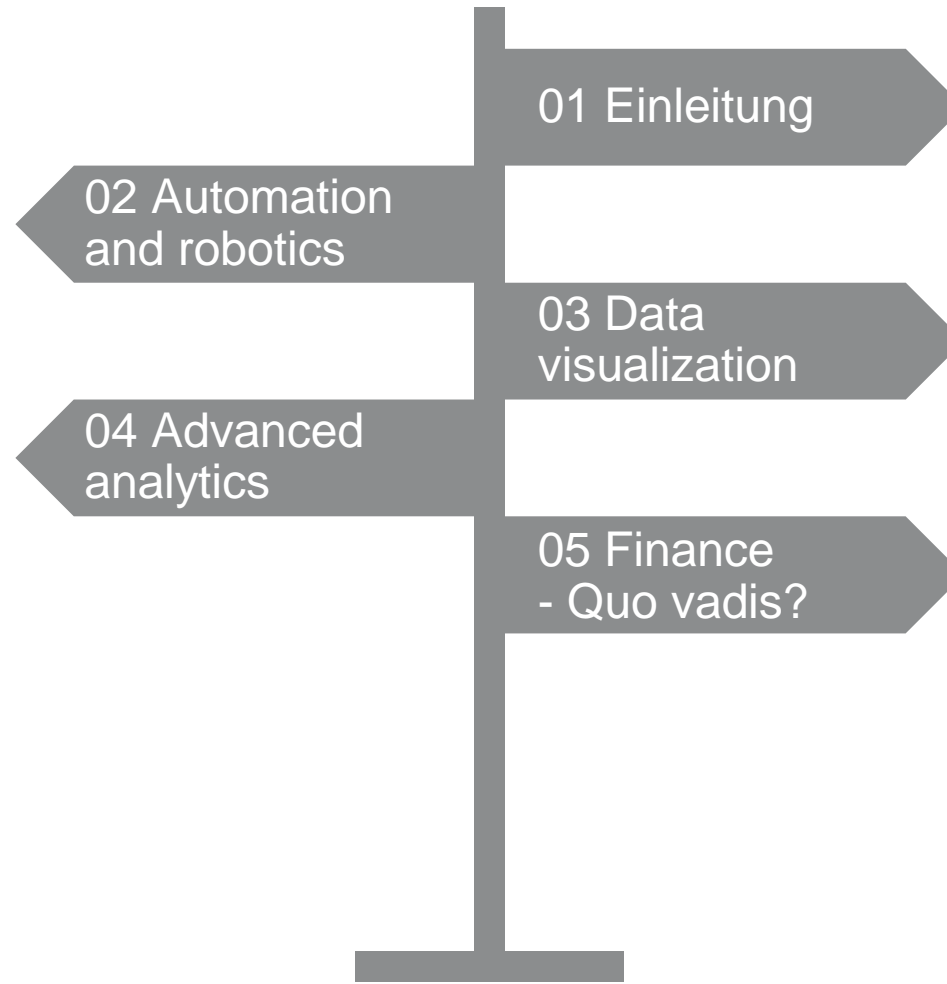 01 Einleitung
02 Automation
and robotics
03 Data
visualization
04 Advanced
analytics
05 Finance
- Quo vadis?